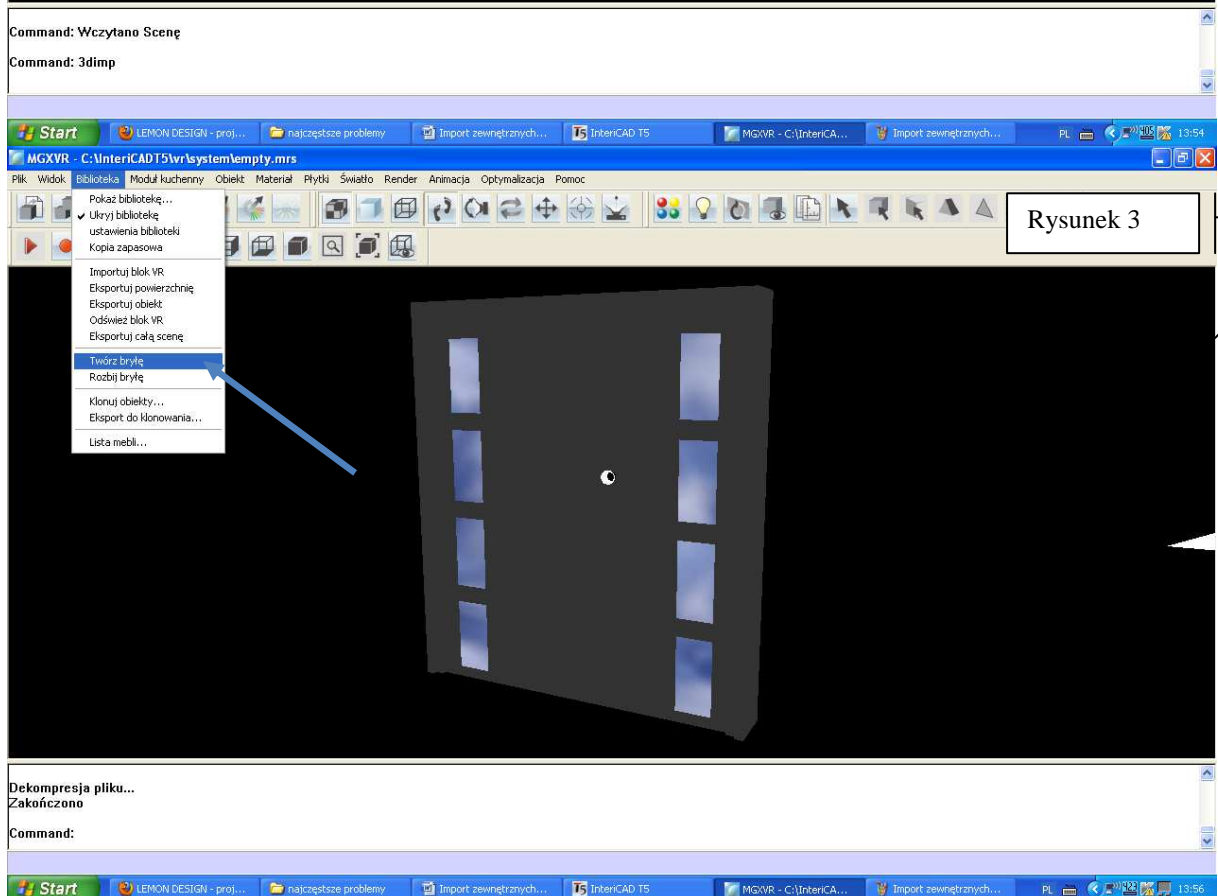 Command: Wczytano Scenę
Command: 3dimp
Start LEMON DESIGN - proj... najczęstsze problemy Import zewnętrznych... InteriCAD T5 MGXVR - C:\InteriCA... Import zewnętrznych... PL 13:54
MGXVR - C:\InteriCADT5\vr\system\empty.mrs
Plik Widok Biblioteka Moduł kuchenny Obiekt Materiał Płytki Światło Render Animacja Optymalizacja Pomoc
Pokaż bibliotekę...
Ukryj bibliotekę
ustawienia biblioteki
Kopia zapasowa
Importuj blok VR
Eksportuj powierzchnię
Eksportuj obiekt
Odśwież blok VR
Eksportuj całą scenę
Twórz bryłę
Rozbij bryłę
Klonuj obiekty...
Eksport do klonowania...
Lista mebli...
Rysunek 3
Dekompresja pliku...
Zakończono
Command:
Start LEMON DESIGN - proj... najczęstsze problemy Import zewnętrznych... InteriCAD T5 MGXVR - C:\InteriCA... Import zewnętrznych... PL 13:56